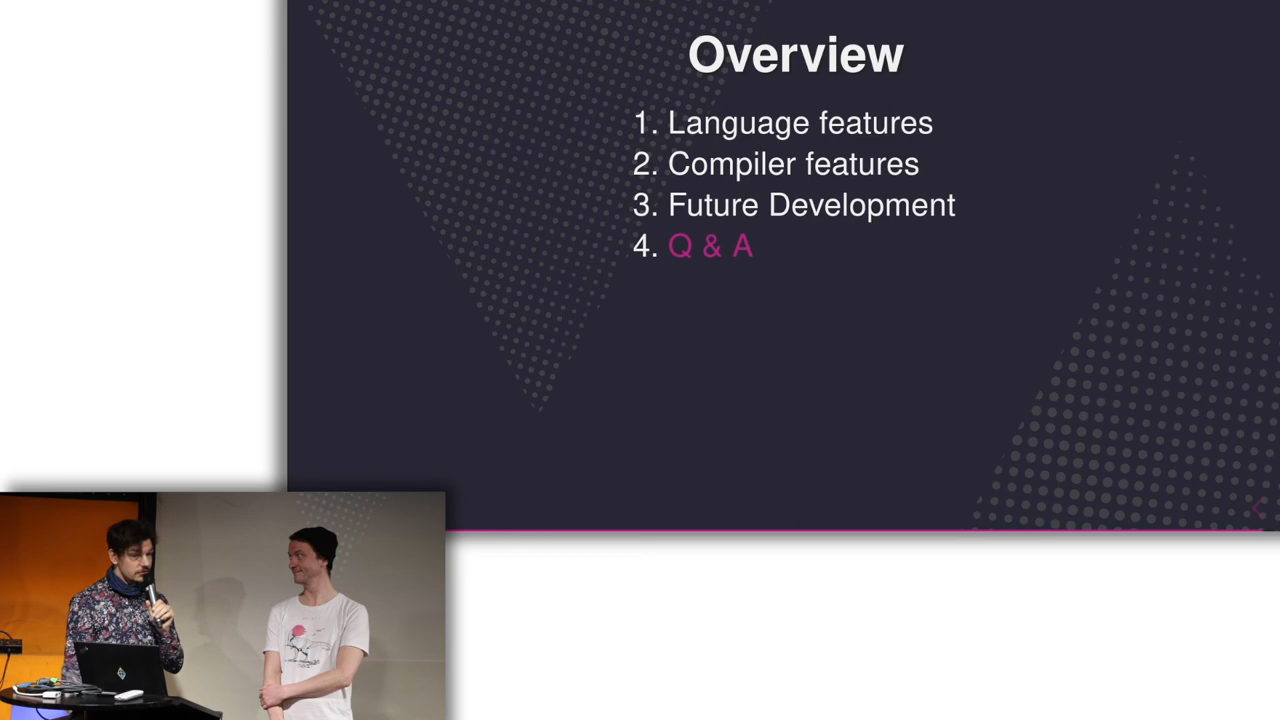 Overview
1. Language features
2. Compiler features
3. Future Development
4. Q & A